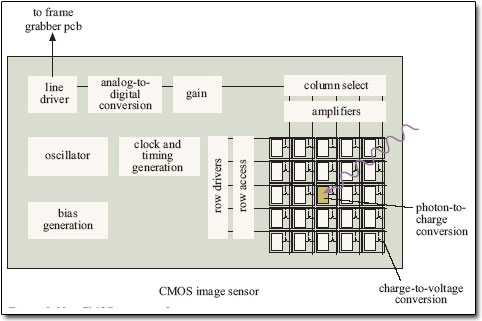 to frame
grabber pcb
line
driver
analog-to-
digital
conversion
gain
column select
amplifiers
oscillator
clock and
timing
generation
row drivers
row access
bias
generation
photon-to-
charge
conversion
CMOS image sensor
charge-to-voltage
conversion